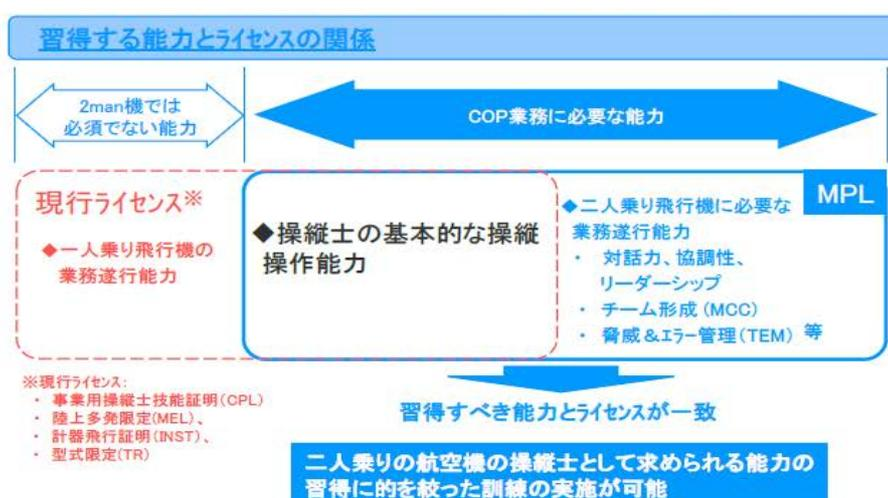 習得する能力とライセンスの関係
2man機では
必須でない能力
COP業務に必要な能力
現行ライセンス※
◆一人乗り飛行機の
業務遂行能力
◆操縦士の基本的な操縦
操作能力
MPL
◆二人乗り飛行機に必要な
業務遂行能力
・ 対話力、協調性、
リーダーシップ
・ チーム形成(MCC)
・ 脅威&エラー管理(TEM) 等
※現行ライセンス:
・ 事業用操縦士技能証明(CPL)
・ 陸上多発限定(MEL)、
・ 計器飛行証明(INST)、
・ 型式限定(TR)
習得すべき能力とライセンスが一致
二人乗りの航空機の操縦士として求められる能力の
習得に的を絞った訓練の実施が可能